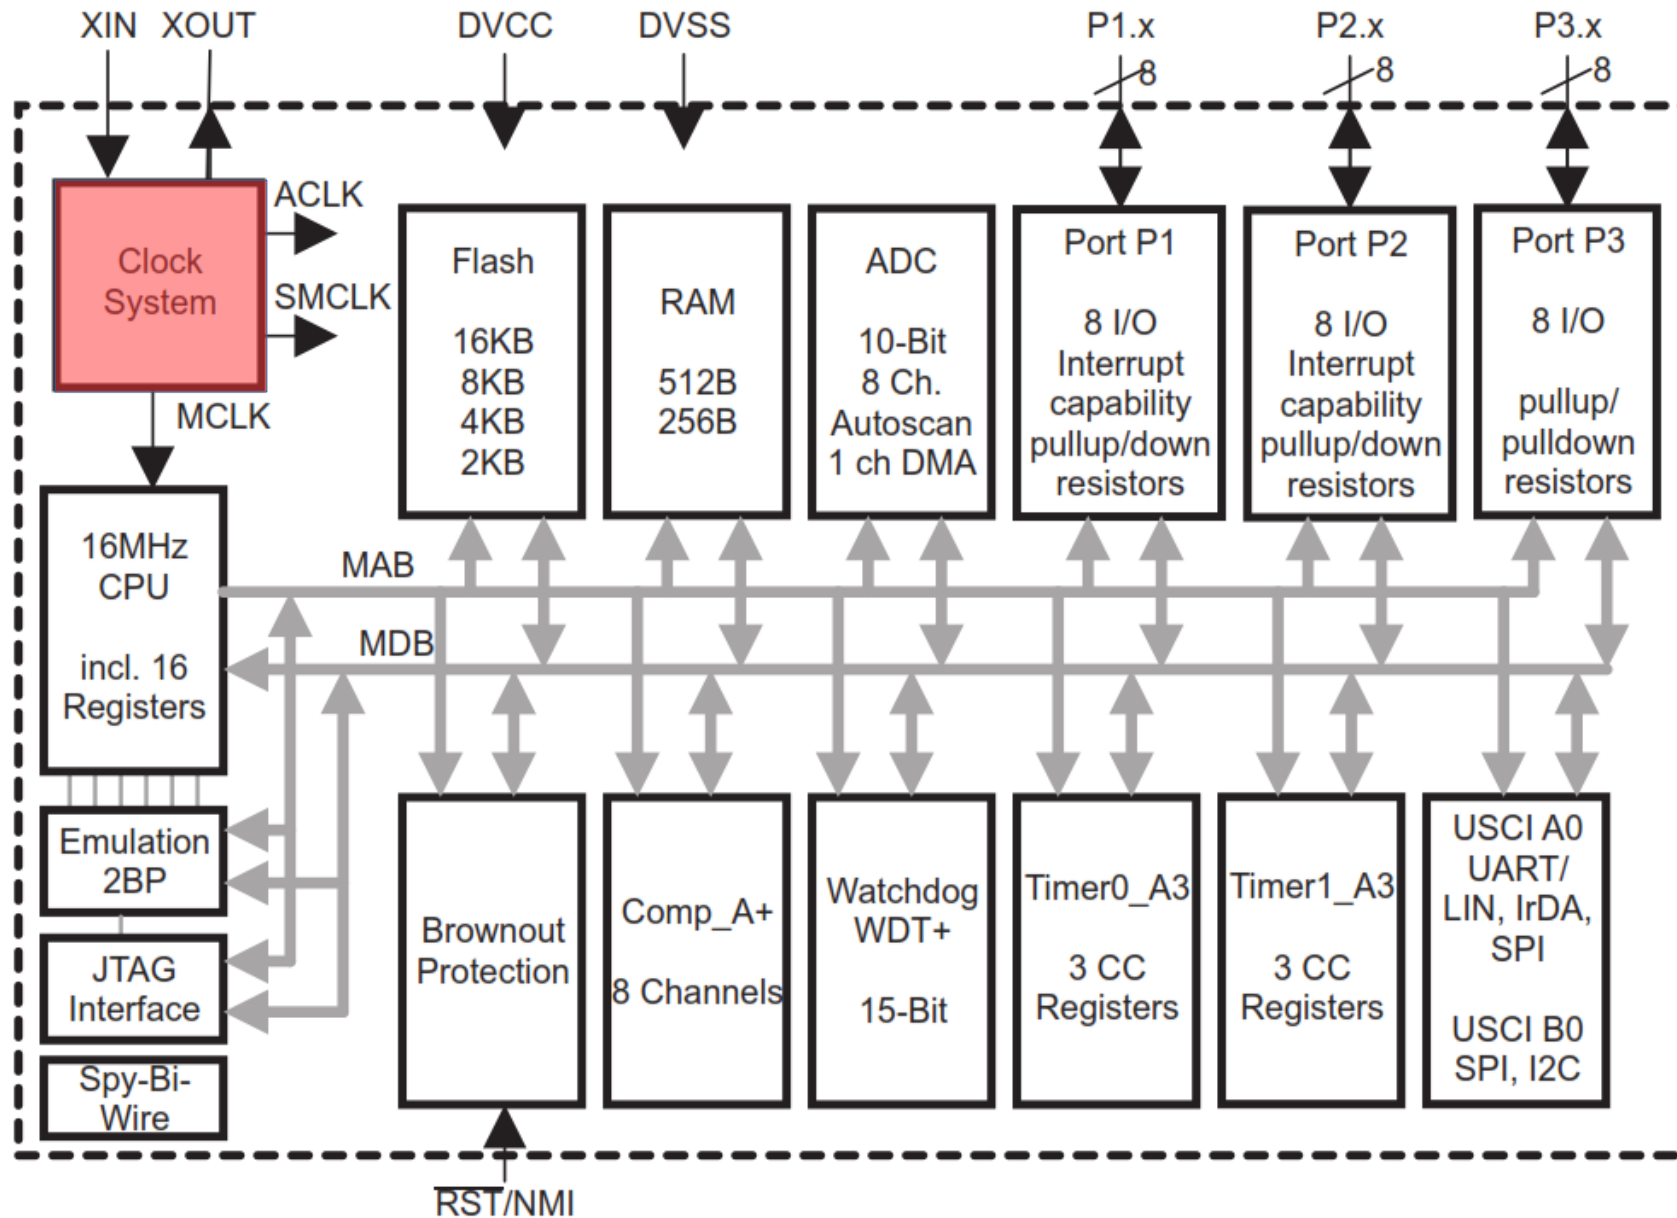 XIN
XOUT
DVCC
DVSS
P1.x
P2.x
P3.x
8
8
8
Clock
System
ACLK
SMCLK
MCLK
Flash
16KB
8KB
4KB
2KB
RAM
512B
256B
ADC
10-Bit
8 Ch.
Autoscan
1 ch DMA
Port P1
8 I/O
Interrupt
capability
pullup/down
resistors
Port P2
8 I/O
Interrupt
capability
pullup/down
resistors
Port P3
8 I/O
pullup/
pulldown
resistors
16MHz
CPU
incl. 16
Registers
MAB
MDB
Emulation
2BP
JTAG
Interface
Spy-Bi-
Wire
Brownout
Protection
Comp_A+
8 Channels
Watchdog
WDT+
15-Bit
Timer0_A3
3 CC
Registers
Timer1_A3
3 CC
Registers
USCI A0
UART/
LIN, IrDA,
SPI
USCI B0
SPI, I2C
RST/NMI